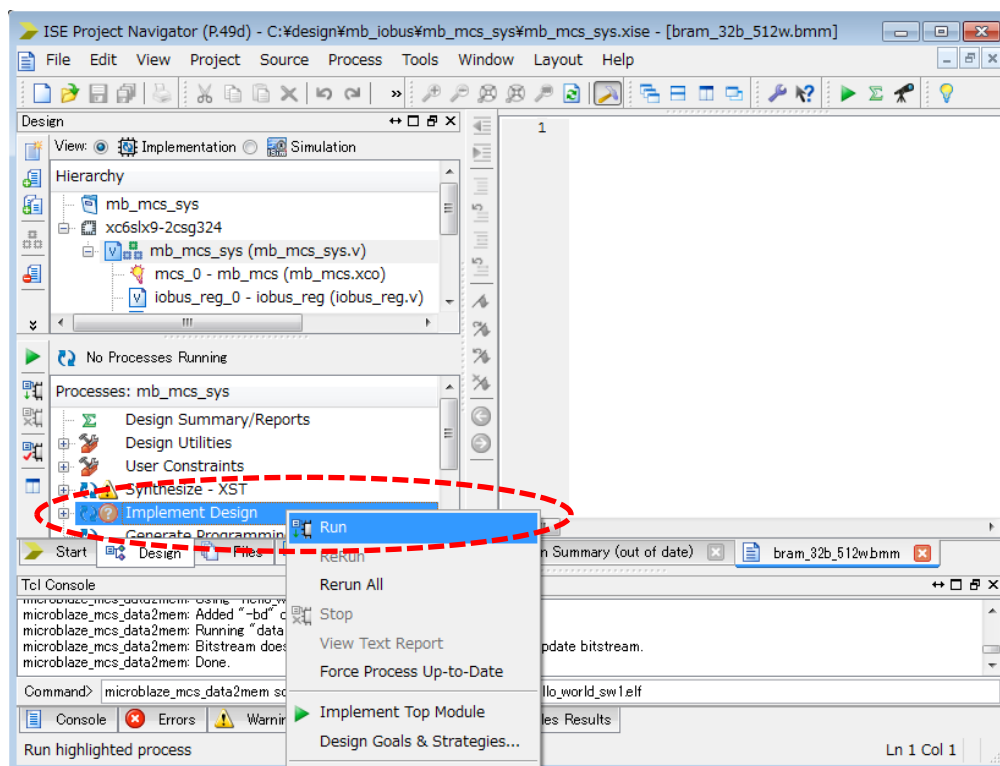 ISE Project Navigator (P.49d) - C:¥design¥mb_iobus¥mb_mcs_sys¥mb_mcs_sys.xise - [bram_32b_512w.bmm]
File Edit View Project Source Process Tools Window Layout Help
Design
1
View: Implementation Simulation
Hierarchy
mb_mcs_sys
xc6slx9-2csg324
mb_mcs_sys (mb_mcs_sys.v)
mcs_0 - mb_mcs (mb_mcs.xco)
iobus_reg_0 - iobus_reg (iobus_reg.v)
No Processes Running
Processes: mb_mcs_sys
Design Summary/Reports
Design Utilities
User Constraints
Synthesize - XST
Implement Design
Generate Programmin
Run
ReRun
Rerun All
Stop
View Text Report
Force Process Up-to-Date
Implement Top Module
Design Goals & Strategies...
Start Design Files n Summary (out of date) bram_32b_512w.bmm
Tcl Console
microblaze_mcs_data2mem: Using "hello_w
microblaze_mcs_data2mem: Added "-bd" c
microblaze_mcs_data2mem: Running "data
microblaze_mcs_data2mem: Bitstream does pdate bitstream.
microblaze_mcs_data2mem: Done.
Command> microblaze_mcs_data2mem so llo_world_sw1.elf
Console Errors Warnin les Results
Run highlighted process Ln 1 Col 1